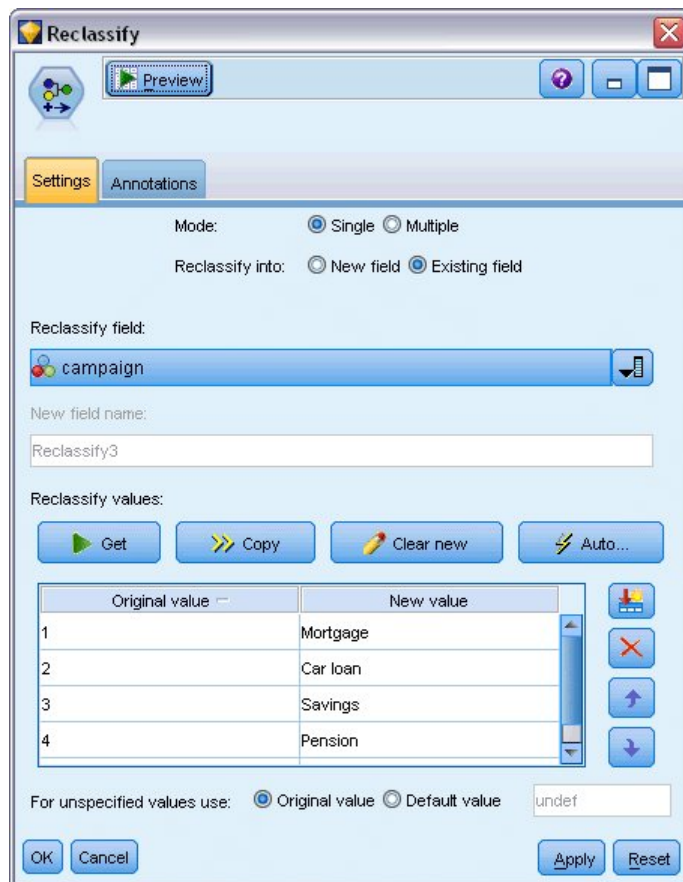 Reclassify
Preview
Settings Annotations
Mode: Single Multiple
Reclassify into: New field Existing field
Reclassify field:
campaign
New field name:
Reclassify3
Reclassify values:
Get Copy Clear new Auto...
Original value New value
1 Mortgage
2 Car loan
3 Savings
4 Pension
For unspecified values use: Original value Default value undef
OK Cancel Apply Reset